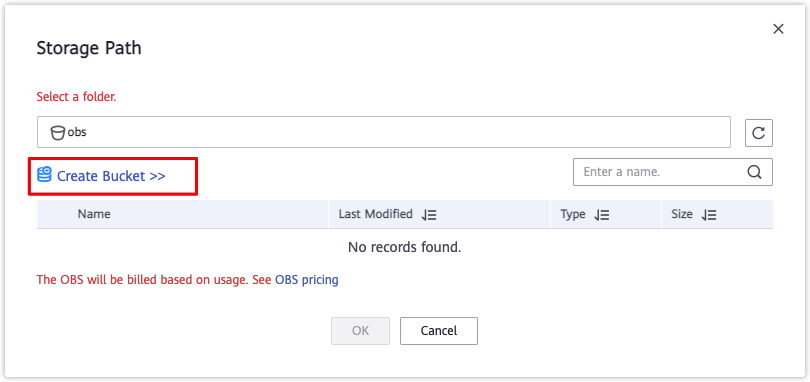 Storage Path
Select a folder.
obs
Create Bucket >>
Enter a name.
Name Last Modified Type Size
No records found.
The OBS will be billed based on usage. See OBS pricing
OK Cancel